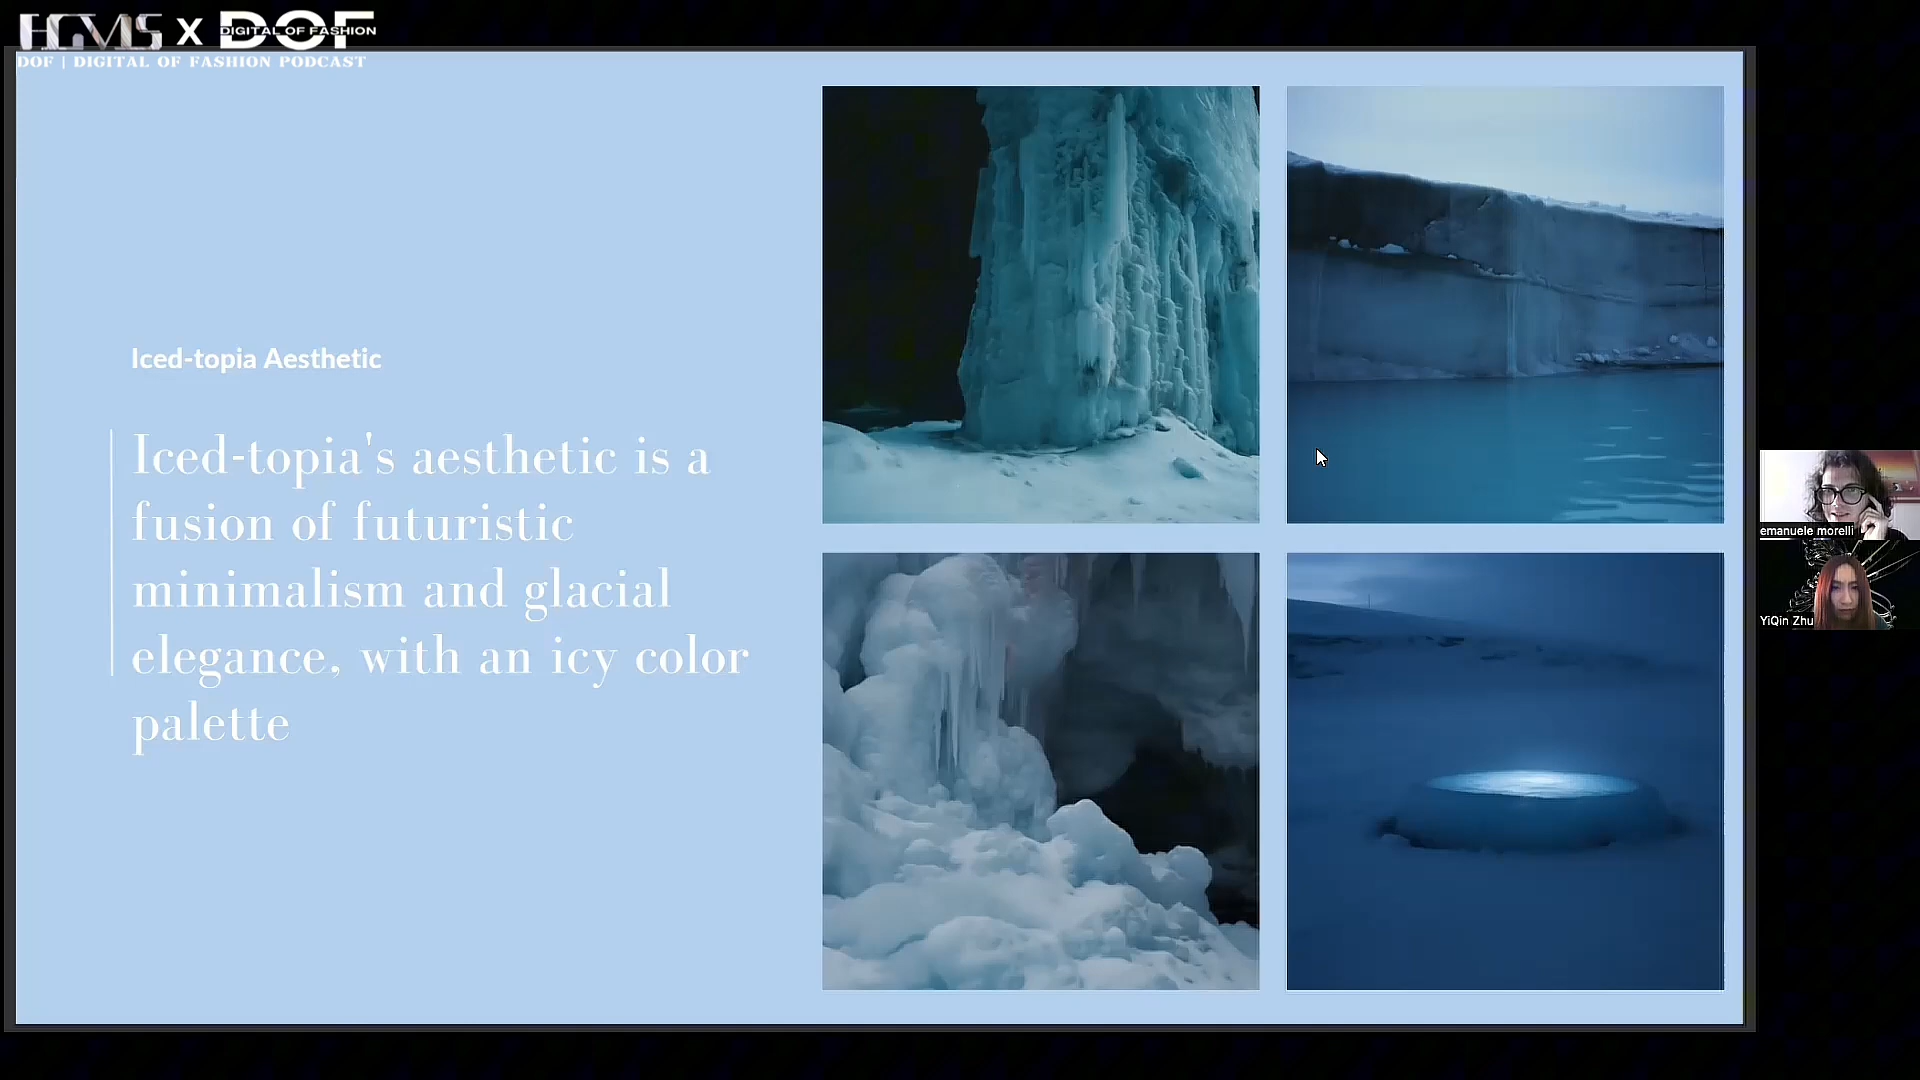 HGMS X DOF
DIGITAL OF FASHION
DOF | DIGITAL OF FASHION PODCAST
Iced-topia Aesthetic
Iced-topia's aesthetic is a
fusion of futuristic
minimalism and glacial
elegance, with an icy color
palette
emanuele morelli
YiQin Zhu